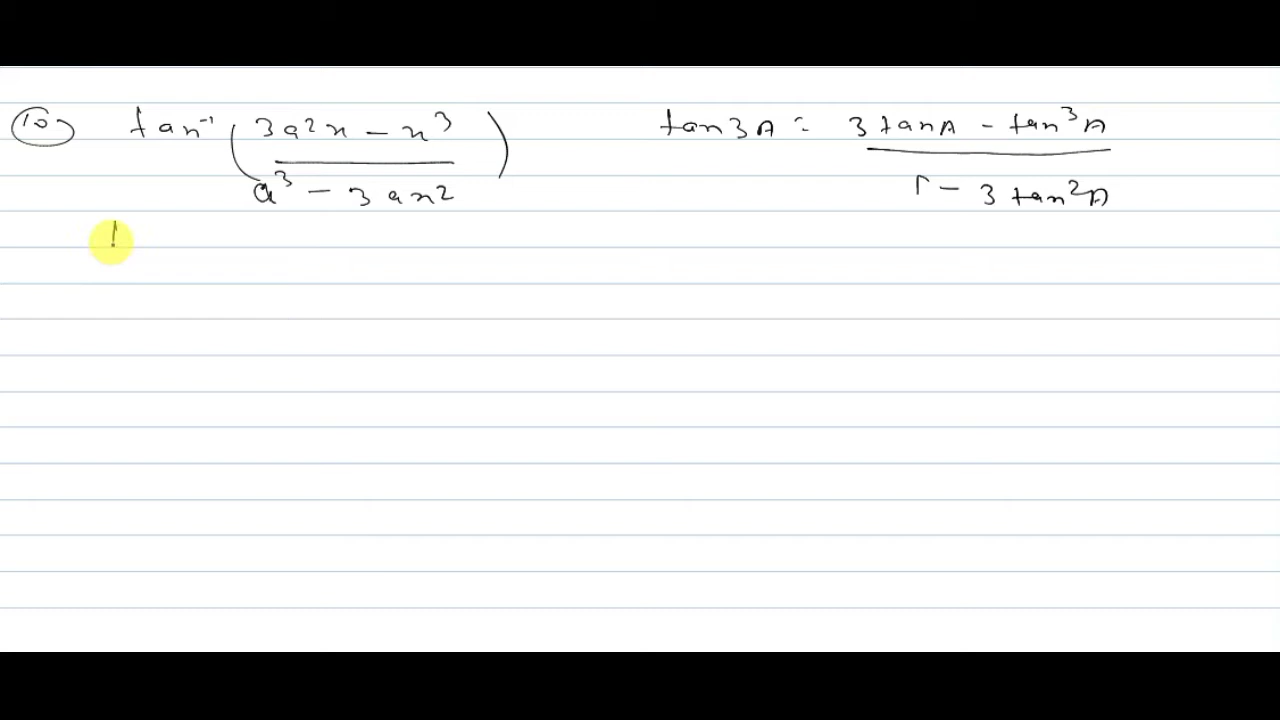 (10) tan⁻¹ ( (3a²x − x³) / (a³ − 3ax²) )
tan3A = (3tanA − tan³A) / (1 − 3tan²A)